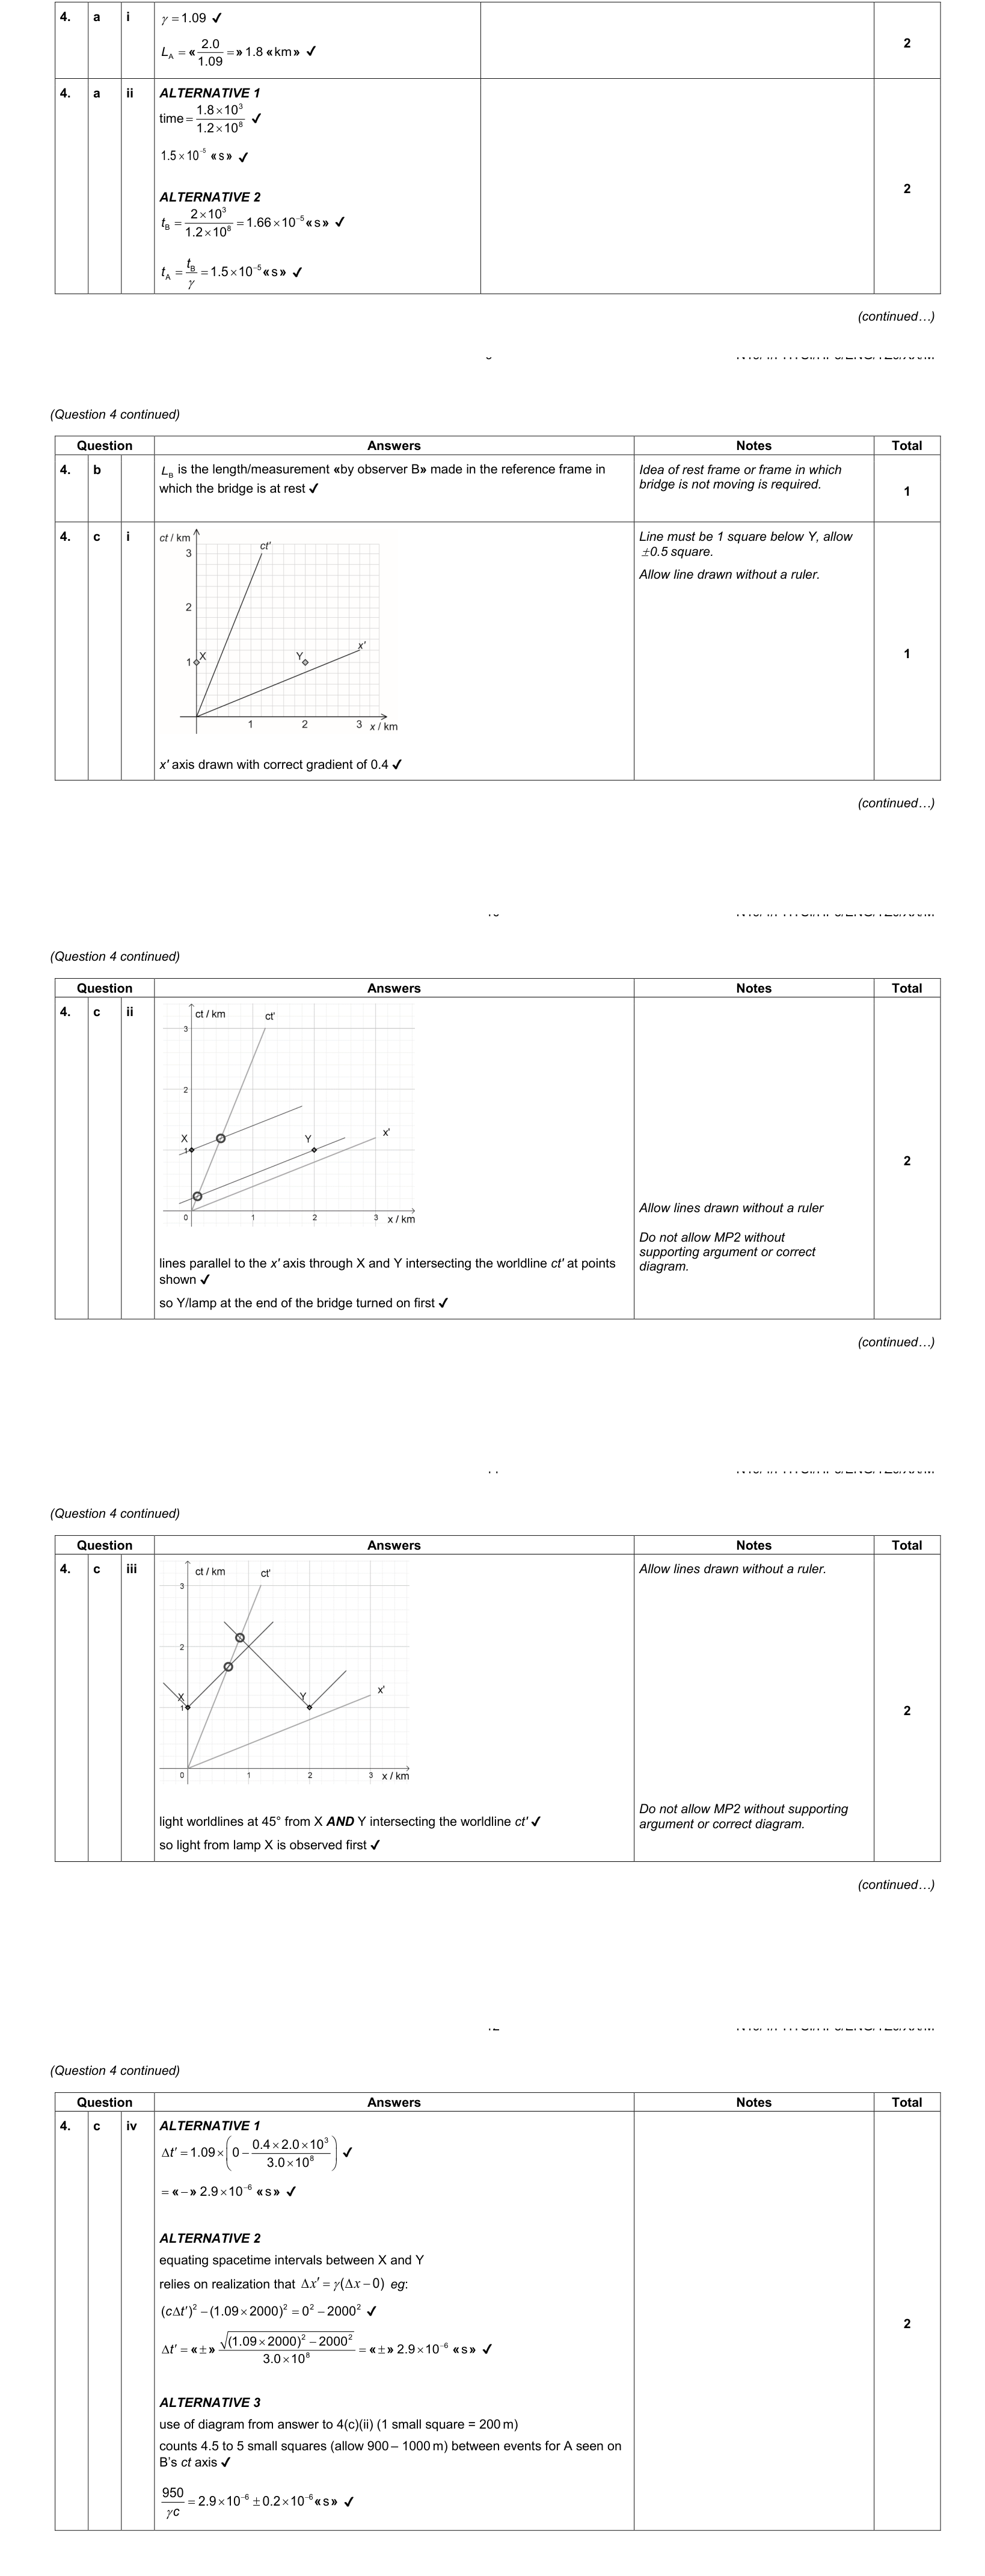 4. a i γ = 1.09 ✓
L_A = «2.0/1.09 =» 1.8 «km» ✓
2
4. a ii ALTERNATIVE 1
time = 1.8×10³/1.2×10⁸ ✓
1.5×10⁻⁵ «s» ✓
ALTERNATIVE 2
t_B = 2×10³/1.2×10⁸ = 1.66×10⁻⁵ «s» ✓
t_A = t_B/γ = 1.5×10⁻⁵ «s» ✓
2
(continued…)
(Question 4 continued)
Question Answers Notes Total
4. b L_B is the length/measurement «by observer B» made in the reference frame in
which the bridge is at rest ✓
Idea of rest frame or frame in which
bridge is not moving is required.
1
4. c i
ct / km
ct'
3
2
1
X
Y
x'
1 2 3 x / km
x' axis drawn with correct gradient of 0.4 ✓
Line must be 1 square below Y, allow
±0.5 square.
Allow line drawn without a ruler.
1
(continued…)
(Question 4 continued)
Question Answers Notes Total
4. c ii
ct / km
ct'
3
2
X
1
Y
x'
0 1 2 3 x / km
lines parallel to the x' axis through X and Y intersecting the worldline ct' at points
shown ✓
so Y/lamp at the end of the bridge turned on first ✓
Allow lines drawn without a ruler
Do not allow MP2 without
supporting argument or correct
diagram.
2
(continued…)
(Question 4 continued)
Question Answers Notes Total
4. c iii
ct / km
ct'
3
2
X
1
Y
x'
0 1 2 3 x / km
light worldlines at 45° from X AND Y intersecting the worldline ct' ✓
so light from lamp X is observed first ✓
Allow lines drawn without a ruler.
Do not allow MP2 without supporting
argument or correct diagram.
2
(continued…)
(Question 4 continued)
Question Answers Notes Total
4. c iv ALTERNATIVE 1
Δt' = 1.09×(0 − 0.4×2.0×10³/3.0×10⁸) ✓
= «−» 2.9×10⁻⁶ «s» ✓
ALTERNATIVE 2
equating spacetime intervals between X and Y
relies on realization that Δx' = γ(Δx − 0) eg:
(cΔt')² − (1.09×2000)² = 0² − 2000² ✓
Δt' = «±» √((1.09×2000)² − 2000²)/3.0×10⁸ = «±» 2.9×10⁻⁶ «s» ✓
ALTERNATIVE 3
use of diagram from answer to 4(c)(ii) (1 small square = 200 m)
counts 4.5 to 5 small squares (allow 900 – 1000 m) between events for A seen on
B's ct axis ✓
950/γc = 2.9×10⁻⁶ ±0.2×10⁻⁶ «s» ✓
2